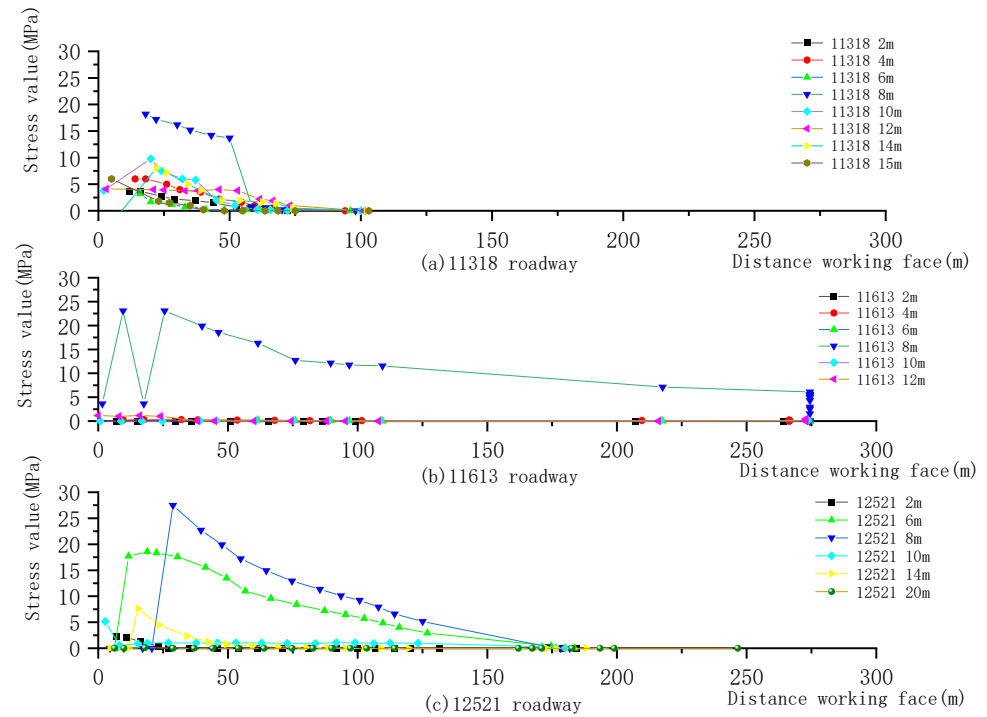 Stress value(MPa)
30
25
20
15
10
5
0
0 50 100 150 200 250 300
11318 2m
11318 4m
11318 6m
11318 8m
11318 10m
11318 12m
11318 14m
11318 15m
(a)11318 roadway
Distance working face(m)
Stress value(MPa)
30
25
20
15
10
5
0
0 50 100 150 200 250 300
11613 2m
11613 4m
11613 6m
11613 8m
11613 10m
11613 12m
(b)11613 roadway
Distance working face(m)
Stress value(MPa)
30
25
20
15
10
5
0
0 50 100 150 200 250 300
12521 2m
12521 6m
12521 8m
12521 10m
12521 14m
12521 20m
(c)12521 roadway
Distance working face(m)